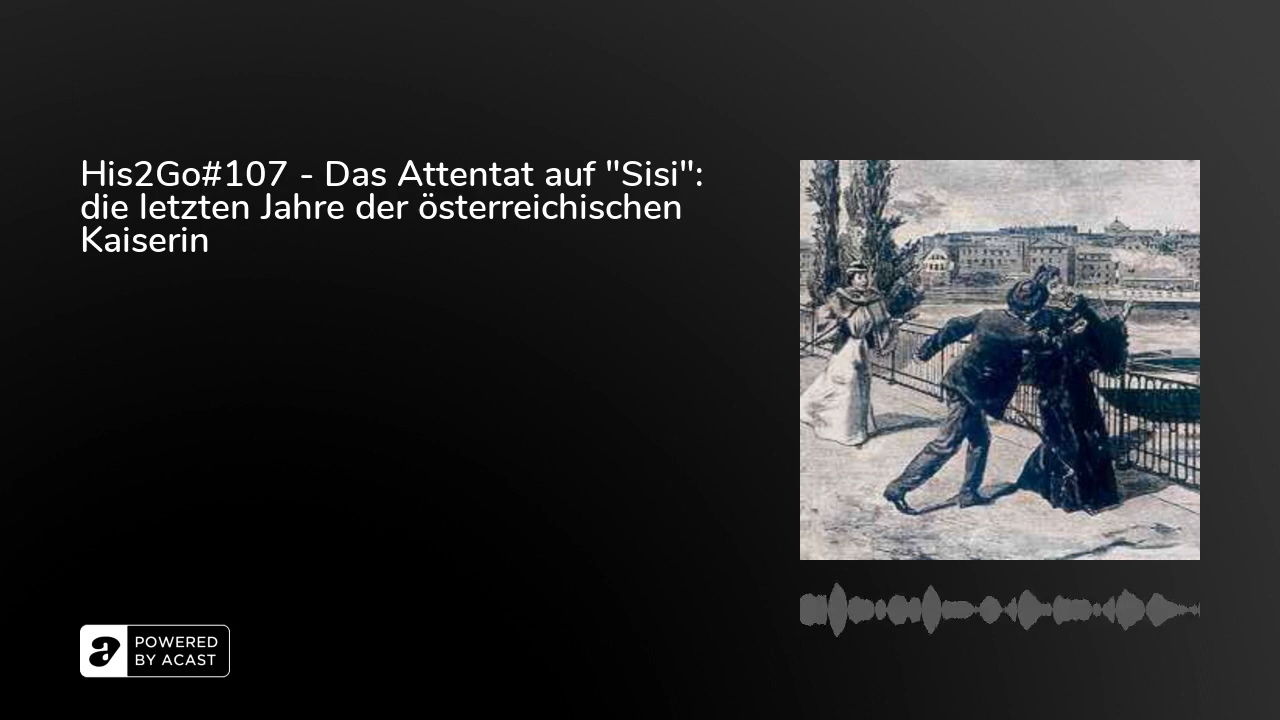 His2Go#107 - Das Attentat auf "Sisi":
die letzten Jahre der österreichischen
Kaiserin
POWERED
BY ACAST